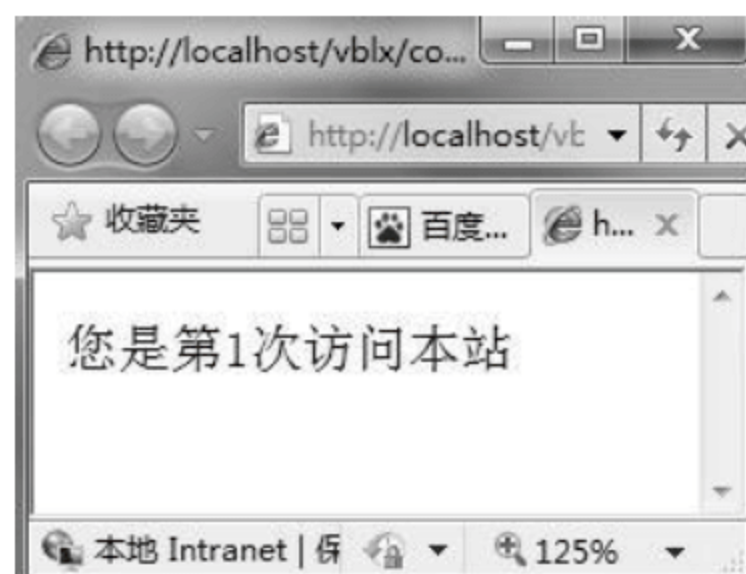 http://localhost/vblx/co...
http://localhost/vb
收藏夹 百度... h...
您是第1次访问本站
本地 Intranet | 保 125%